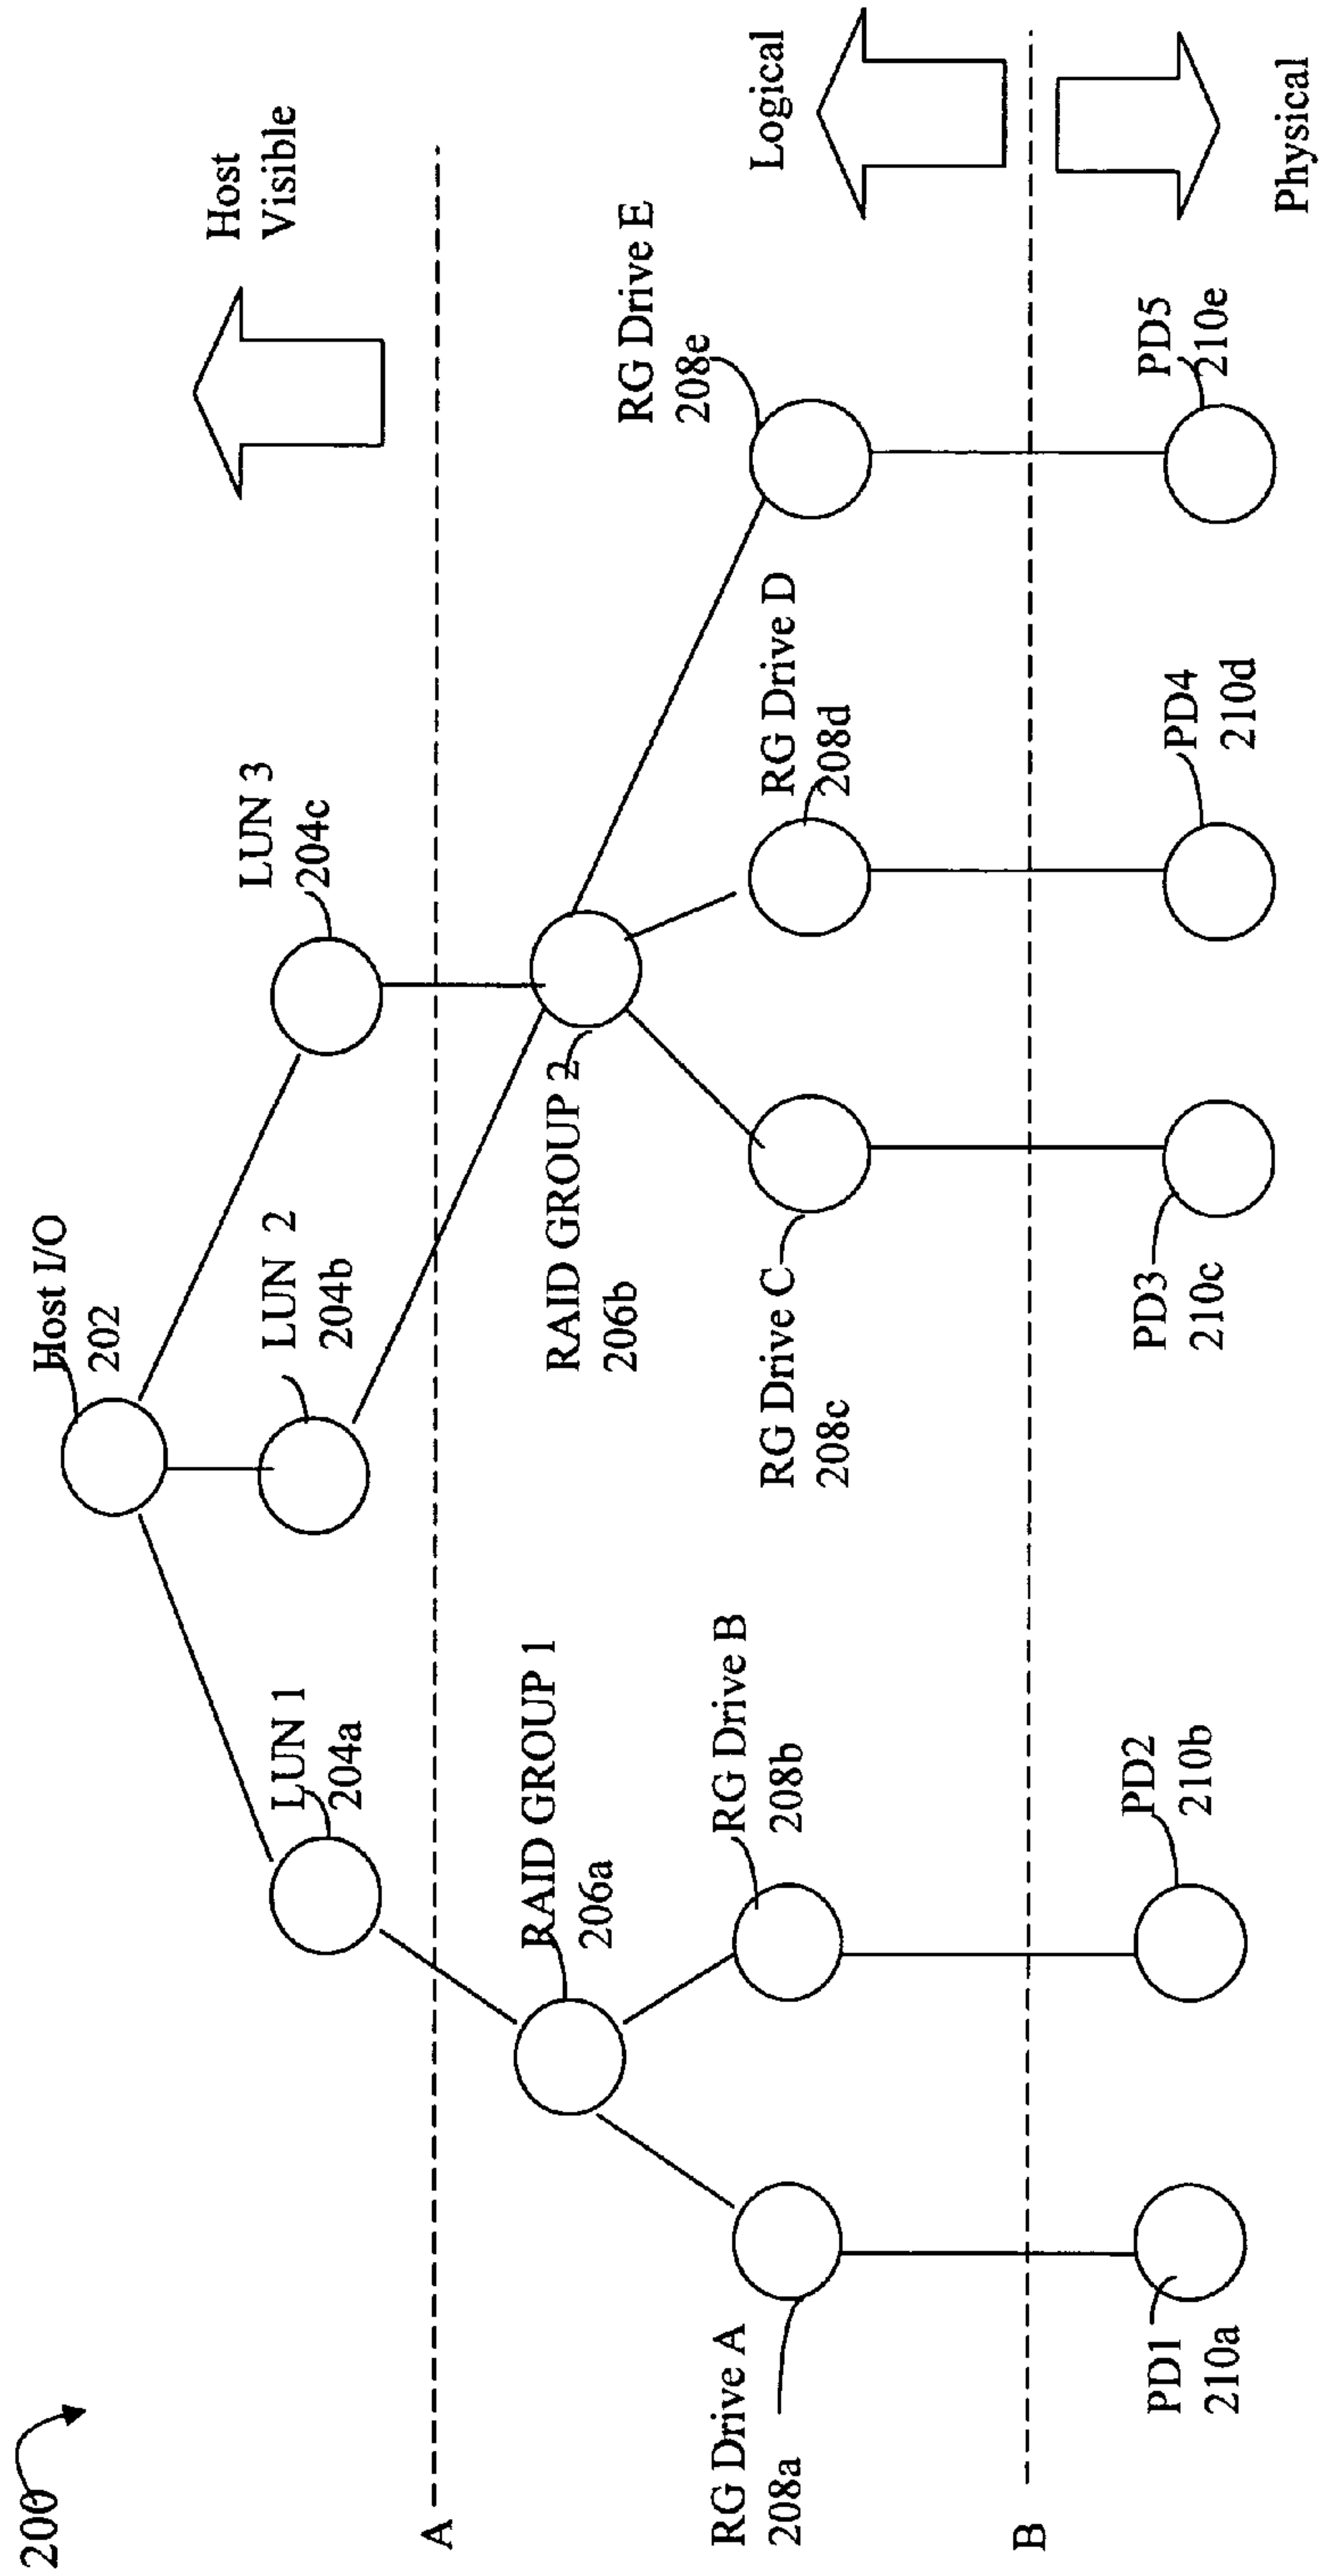 200
Host I/O
202
Host
Visible
LUN 1
204a
LUN 2
204b
LUN 3
204c
A
RAID GROUP 1
206a
RAID GROUP 2
206b
RG Drive A
208a
RG Drive B
208b
RG Drive C
208c
RG Drive D
208d
RG Drive E
208e
Logical
B
Physical
PD1
210a
PD2
210b
PD3
210c
PD4
210d
PD5
210e